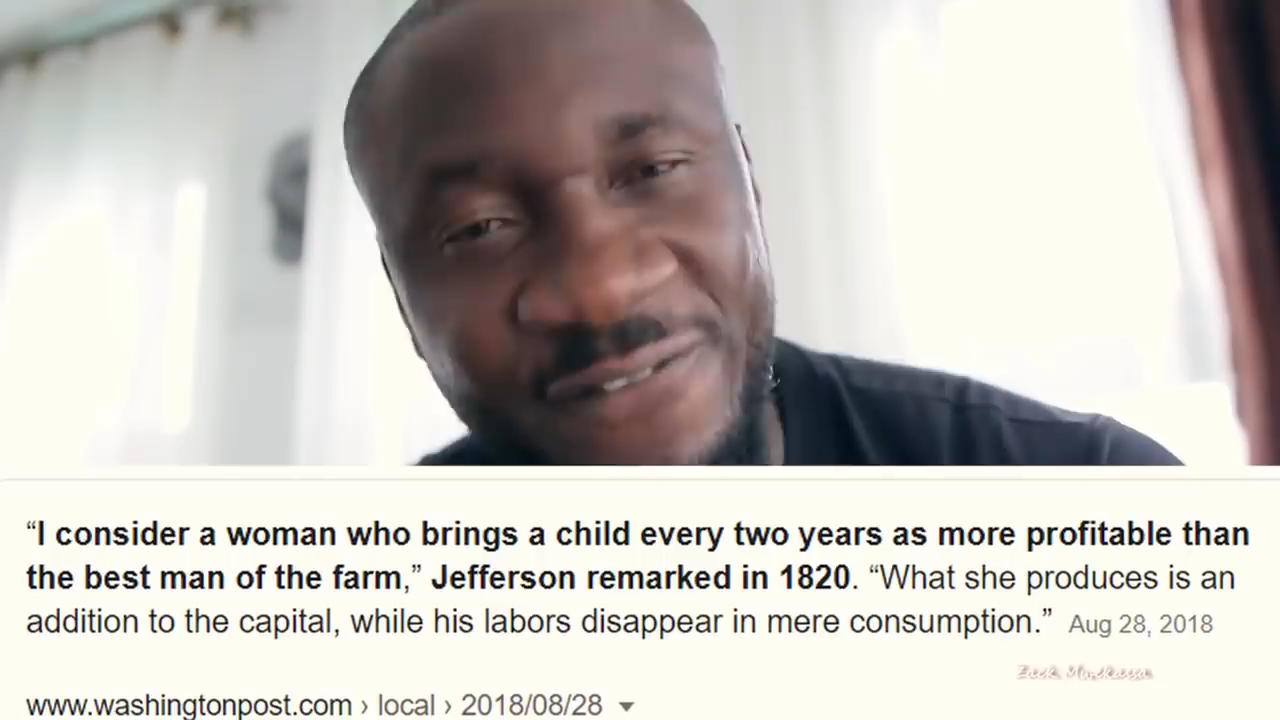 “I consider a woman who brings a child every two years as more profitable than
the best man of the farm,” Jefferson remarked in 1820. “What she produces is an
addition to the capital, while his labors disappear in mere consumption.” Aug 28, 2018
Zack
www.washingtonpost.com › local › 2018/08/28